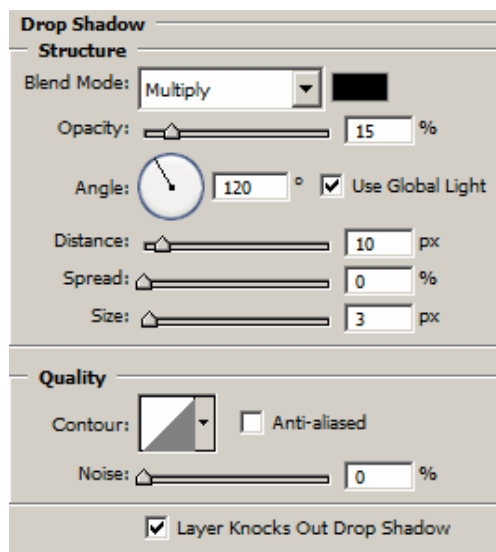 Drop Shadow
Structure
Blend Mode: Multiply
Opacity: 15 %
Angle: 120 ° Use Global Light
Distance: 10 px
Spread: 0 %
Size: 3 px
Quality
Contour: Anti-aliased
Noise: 0 %
Layer Knocks Out Drop Shadow